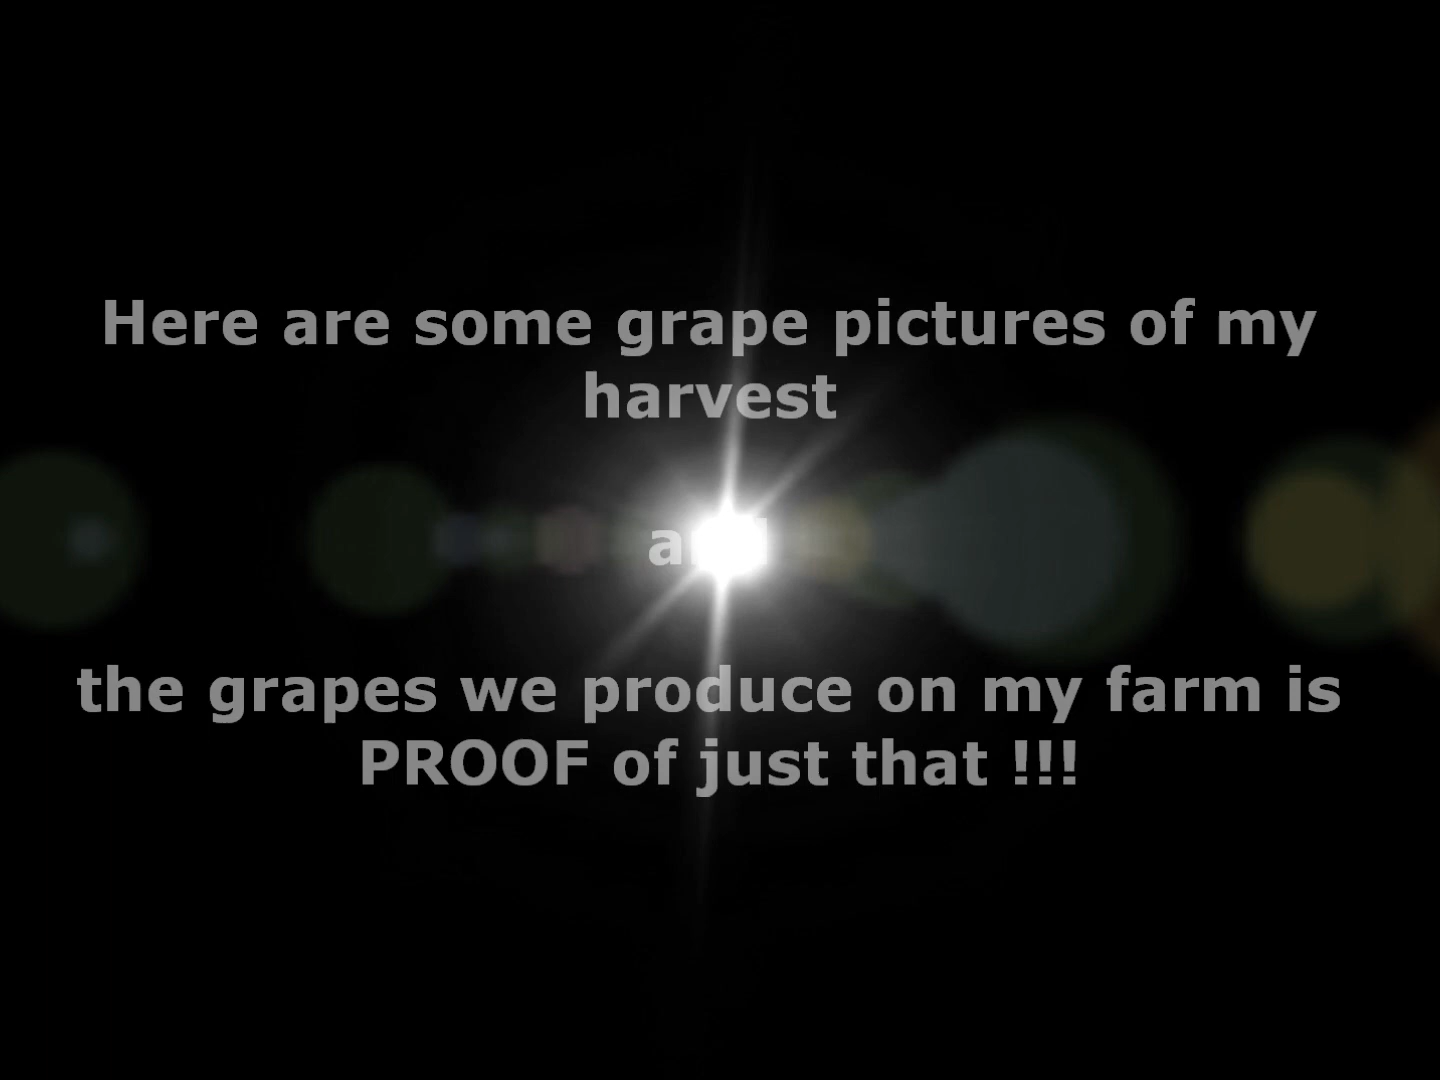 Here are some grape pictures of my
harvest
and
the grapes we produce on my farm is
PROOF of just that !!!